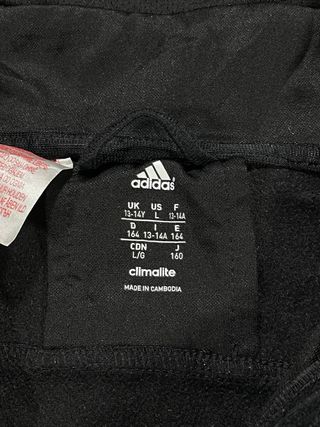 adidas
UK US F
13-14Y L 13-14A
D I E
164 13-14A 164
CDN J
L/G 160
climalite
MADE IN CAMBODIA